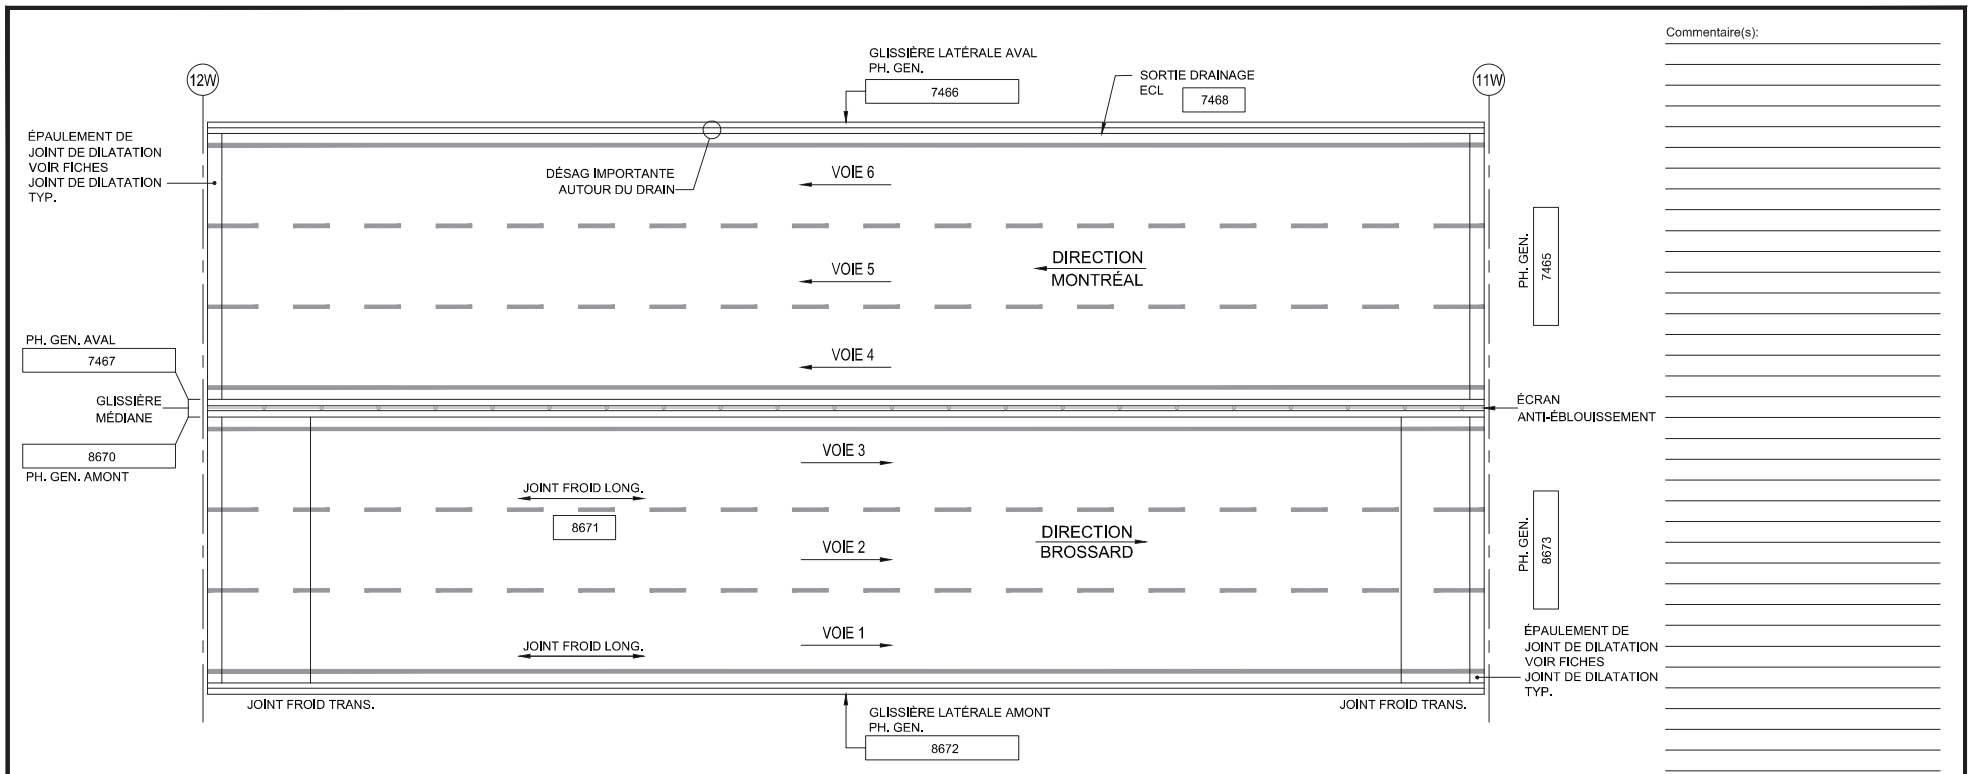 Commentaire(s):
12W
GLISSIÈRE LATÉRALE AVAL
PH. GEN.
7466
SORTIE DRAINAGE
ECL
7468
11W
ÉPAULEMENT DE
JOINT DE DILATATION
VOIR FICHES
JOINT DE DILATATION
TYP.
DÉSAG IMPORTANTE
AUTOUR DU DRAIN
VOIE 6
VOIE 5
DIRECTION
MONTRÉAL
PH. GEN.
7465
VOIE 4
PH. GEN. AVAL
7467
GLISSIÈRE
MÉDIANE
8670
PH. GEN. AMONT
ÉCRAN
ANTI-ÉBLOUISSEMENT
VOIE 3
JOINT FROID LONG.
8671
VOIE 2
DIRECTION
BROSSARD
PH. GEN.
8673
VOIE 1
JOINT FROID LONG.
ÉPAULEMENT DE
JOINT DE DILATATION
VOIR FICHES
JOINT DE DILATATION
TYP.
JOINT FROID TRANS.
JOINT FROID TRANS.
GLISSIÈRE LATÉRALE AMONT
PH. GEN.
8672